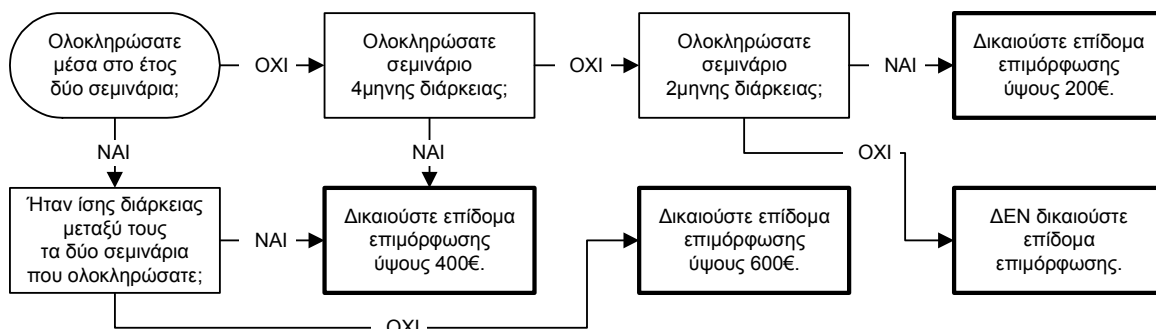 Ολοκληρώσατε
μέσα στο έτος
δύο σεμινάρια;
ΟΧΙ
Ολοκληρώσατε
σεμινάριο
4μηνης διάρκειας;
ΟΧΙ
Ολοκληρώσατε
σεμινάριο
2μηνης διάρκειας;
ΝΑΙ
Δικαιούστε επίδομα
επιμόρφωσης
ύψους 200€.
ΝΑΙ
ΝΑΙ
ΟΧΙ
Ήταν ίσης διάρκειας
μεταξύ τους
τα δύο σεμινάρια
που ολοκληρώσατε;
ΝΑΙ
Δικαιούστε επίδομα
επιμόρφωσης
ύψους 400€.
Δικαιούστε επίδομα
επιμόρφωσης
ύψους 600€.
ΔΕΝ δικαιούστε
επίδομα
επιμόρφωσης.
ΟΧΙ